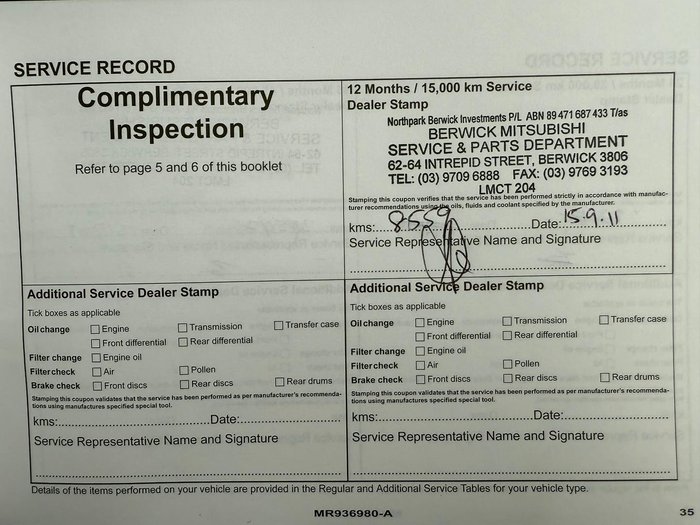 SERVICE RECORD
Complimentary
Inspection
Refer to page 5 and 6 of this booklet
12 Months / 15,000 km Service
Dealer Stamp
Northpark Berwick Investments P/L ABN 89 471 687 433 T/as
BERWICK MITSUBISHI
SERVICE & PARTS DEPARTMENT
62-64 INTREPID STREET, BERWICK 3806
TEL: (03) 9709 6888 FAX: (03) 9769 3193
LMCT 204
Stamping this coupon verifies that the service has been performed strictly in accordance with manufac-
turer recommendations using the oils, fluids and coolant specified by the manufacturer.
kms: 8559 Date: 15.9.11
Service Representative Name and Signature
Additional Service Dealer Stamp
Tick boxes as applicable
Oil change Engine Transmission Transfer case
Front differential Rear differential
Filter change Engine oil
Filter check Air Pollen
Brake check Front discs Rear discs Rear drums
Stamping this coupon validates that the service has been performed as per manufacturer's recommenda-
tions using manufactures specified special tool.
kms: Date:
Service Representative Name and Signature
Additional Service Dealer Stamp
Tick boxes as applicable
Oil change Engine Transmission Transfer case
Front differential Rear differential
Filter change Engine oil
Filter check Air Pollen
Brake check Front discs Rear discs Rear drums
Stamping this coupon validates that the service has been performed as per manufacturer's recommenda-
tions using manufactures specified special tool.
kms: Date:
Service Representative Name and Signature
Details of the items performed on your vehicle are provided in the Regular and Additional Service Tables for your vehicle type.
MR936980-A
35